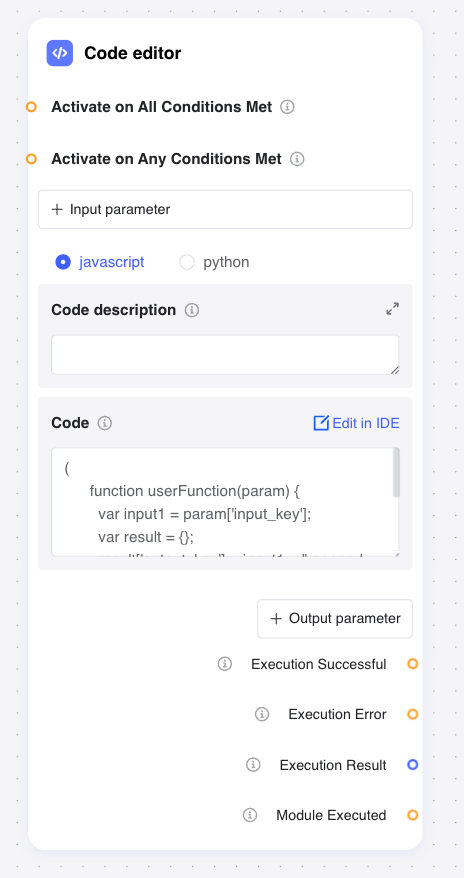 Code editor
Activate on All Conditions Met
Activate on Any Conditions Met
+ Input parameter
javascript
python
Code description
Code
Edit in IDE
(
function userFunction(param) {
var input1 = param['input_key'];
var result = {};
+ Output parameter
Execution Successful
Execution Error
Execution Result
Module Executed